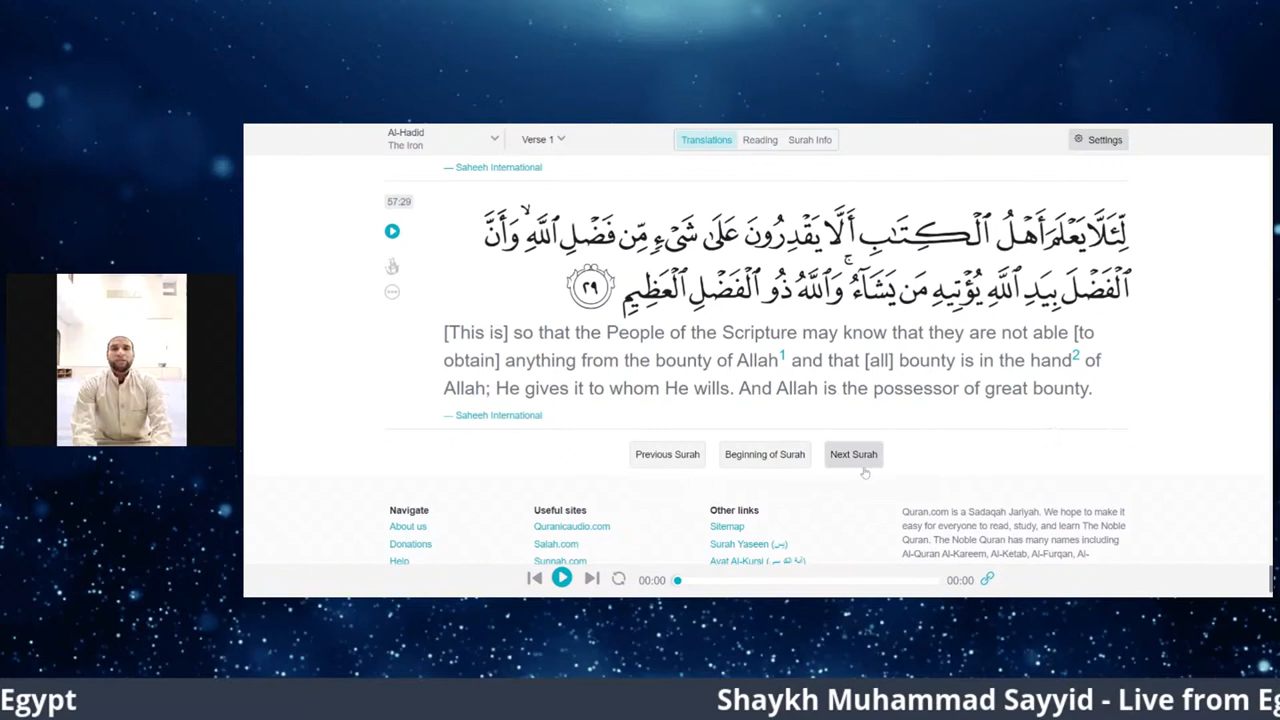 Al-Hadid
The Iron
Verse 1
Translations
Reading
Surah Info
Settings
— Saheeh International
57:29
لِّئَلَّا يَعْلَمَ أَهْلُ ٱلْكِتَـٰبِ أَلَّا يَقْدِرُونَ عَلَىٰ شَىْءٍ مِّن فَضْلِ ٱللَّهِ ۙ وَأَنَّ
ٱلْفَضْلَ بِيَدِ ٱللَّهِ يُؤْتِيهِ مَن يَشَآءُ ۚ وَٱللَّهُ ذُو ٱلْفَضْلِ ٱلْعَظِيمِ ٢٩
[This is] so that the People of the Scripture may know that they are not able [to
obtain] anything from the bounty of Allah1 and that [all] bounty is in the hand2 of
Allah; He gives it to whom He wills. And Allah is the possessor of great bounty.
— Saheeh International
Previous Surah
Beginning of Surah
Next Surah
Navigate
About us
Donations
Help
Useful sites
Quranicaudio.com
Salah.com
Sunnah.com
Other links
Sitemap
Surah Yaseen (يس)
Ayat Al-Kursi (آية الكرسي)
Quran.com is a Sadaqah Jariyah. We hope to make it
easy for everyone to read, study, and learn The Noble
Quran. The Noble Quran has many names including
Al-Quran Al-Kareem, Al-Ketab, Al-Furqan, Al-
00:00
00:00
Egypt
Shaykh Muhammad Sayyid - Live from Eg